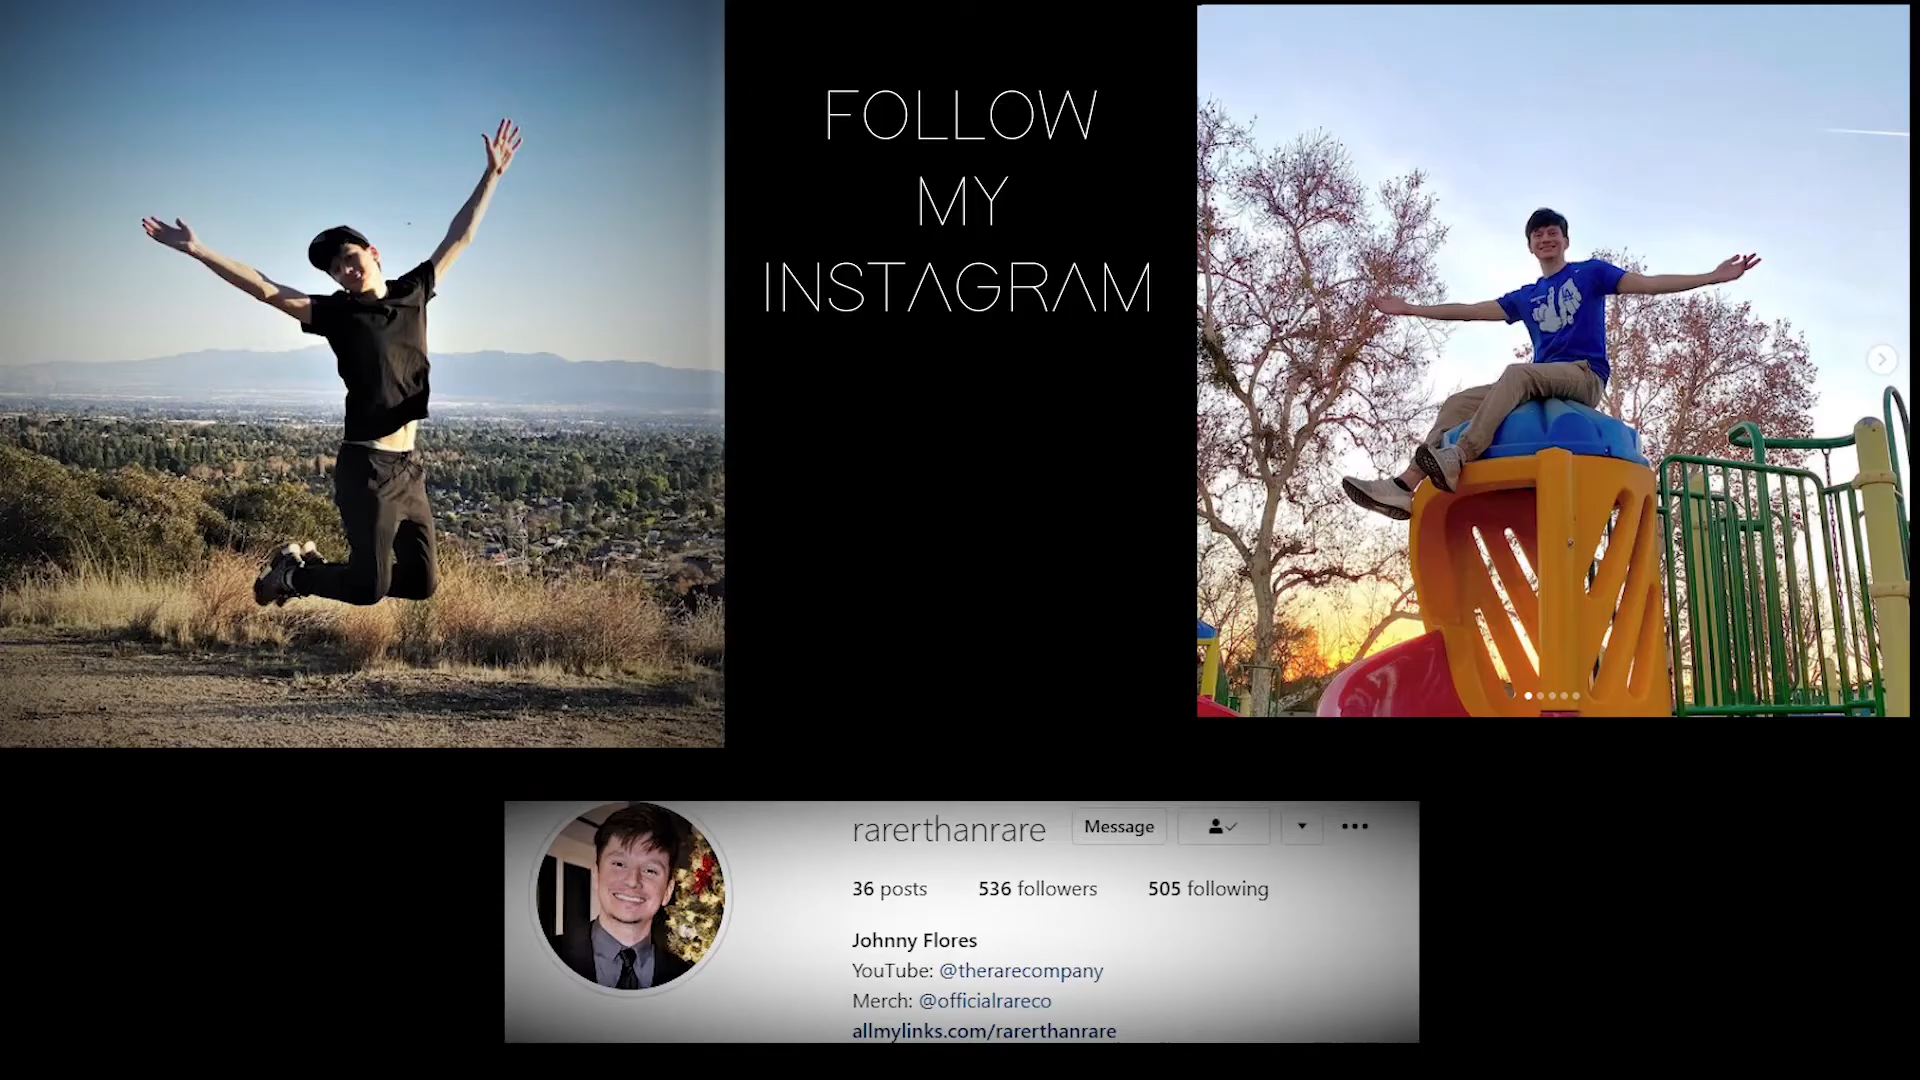 FOLLOW
MY
INSTAGRAM
rarerthanrare Message
36 posts 536 followers 505 following
Johnny Flores
YouTube: @therarecompany
Merch: @officialrareco
allmylinks.com/rarerthanrare